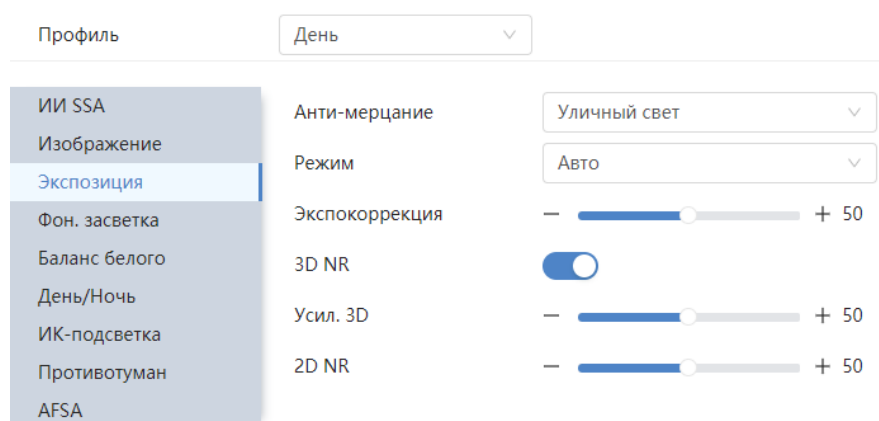 Профиль День
ИИ SSA
Изображение
Экспозиция
Фон. засветка
Баланс белого
День/Ночь
ИК-подсветка
Противотуман
AFSA
Анти-мерцание Уличный свет
Режим Авто
Экспокоррекция — + 50
3D NR
Усил. 3D — + 50
2D NR — + 50